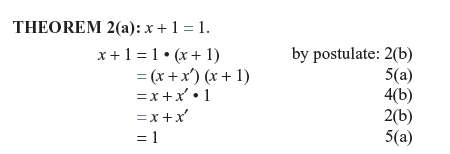 THEOREM 2(a): x + 1 = 1.
x + 1 = 1 • (x + 1) by postulate: 2(b)
= (x + x′) (x + 1) 5(a)
= x + x′ • 1 4(b)
= x + x′ 2(b)
= 1 5(a)